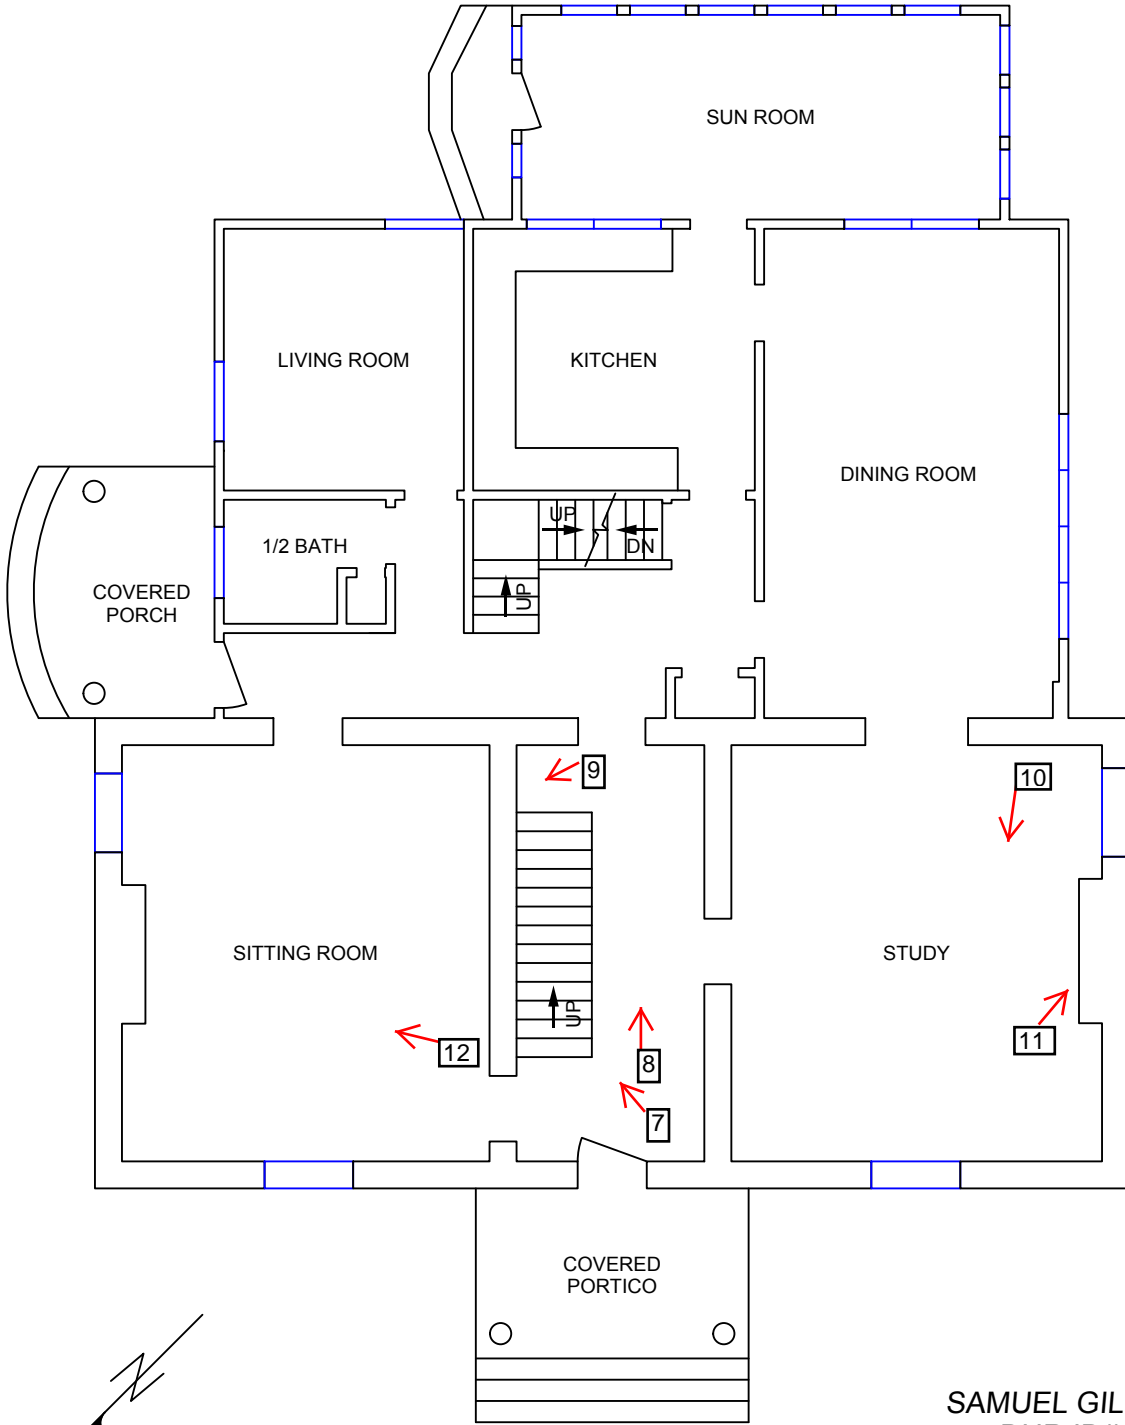 SUN ROOM
LIVING ROOM
KITCHEN
DINING ROOM
UP
DN
1/2 BATH
UP
COVERED
PORCH
9
10
SITTING ROOM
STUDY
UP
12
11
8
7
COVERED
PORTICO
N
SAMUEL GIL